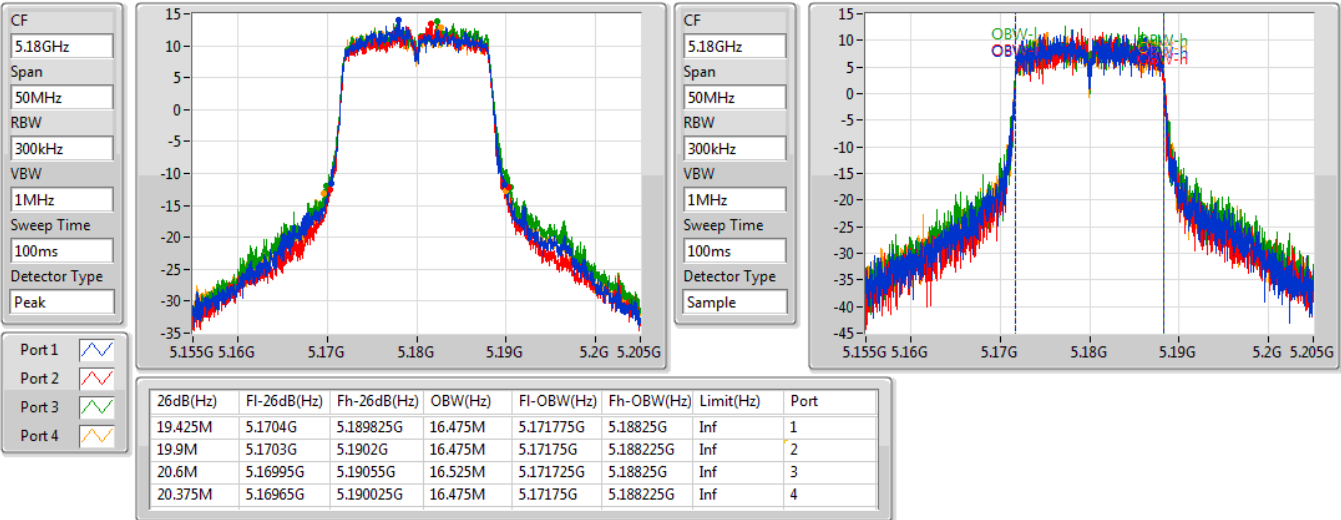 CF
5.18GHz
Span
50MHz
RBW
300kHz
VBW
1MHz
Sweep Time
100ms
Detector Type
Peak
15
10
5
0
-5
-10
-15
-20
-25
-30
-35
5.155G 5.16G 5.17G 5.18G 5.19G 5.2G 5.205G
CF
5.18GHz
Span
50MHz
RBW
300kHz
VBW
1MHz
Sweep Time
100ms
Detector Type
Sample
15
10
5
0
-5
-10
-15
-20
-25
-30
-35
-40
-45
5.155G 5.16G 5.17G 5.18G 5.19G 5.2G 5.205G
Port 1
Port 2
Port 3
Port 4
26dB(Hz) Fl-26dB(Hz) Fh-26dB(Hz) OBW(Hz) Fl-OBW(Hz) Fh-OBW(Hz) Limit(Hz) Port
19.425M 5.1704G 5.189825G 16.475M 5.171775G 5.18825G Inf 1
19.9M 5.1703G 5.1902G 16.475M 5.17175G 5.188225G Inf 2
20.6M 5.16995G 5.19055G 16.525M 5.171725G 5.18825G Inf 3
20.375M 5.16965G 5.190025G 16.475M 5.17175G 5.188225G Inf 4